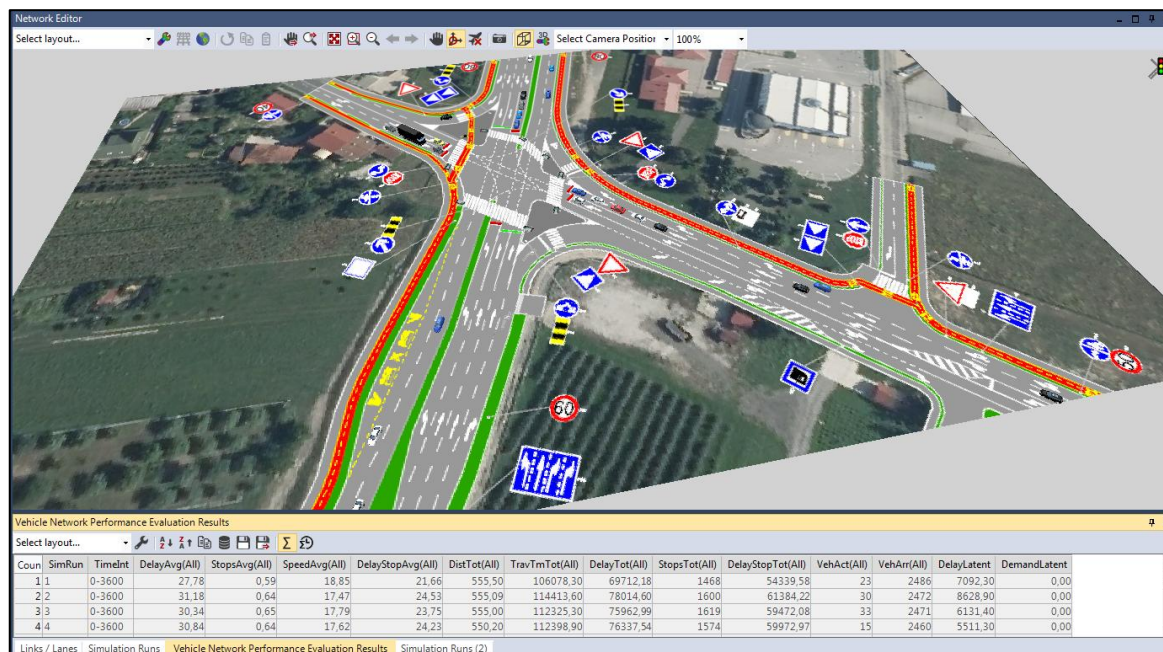 Network Editor
Select layout... Select Camera Position 100%
60
50
Vehicle Network Performance Evaluation Results
Select layout...
Coun SimRun TimeInt DelayAvg(All) StopsAvg(All) SpeedAvg(All) DelayStopAvg(All) DistTot(All) TravTmTot(All) DelayTot(All) StopsTot(All) DelayStopTot(All) VehAct(All) VehArr(All) DelayLatent DemandLatent
1 1 0-3600 27,78 0,59 18,85 21,66 555,50 106078,30 69712,18 1468 54339,58 23 2486 7092,30 0,00
2 2 0-3600 31,18 0,64 17,47 24,53 555,09 114413,60 78014,60 1600 61384,22 30 2472 8628,90 0,00
3 3 0-3600 30,34 0,65 17,79 23,75 555,00 112325,30 75962,99 1619 59472,08 33 2471 6131,40 0,00
4 4 0-3600 30,84 0,64 17,62 24,23 550,20 112398,90 76337,54 1574 59972,97 15 2460 5511,30 0,00
Links / Lanes Simulation Runs Vehicle Network Performance Evaluation Results Simulation Runs (2)